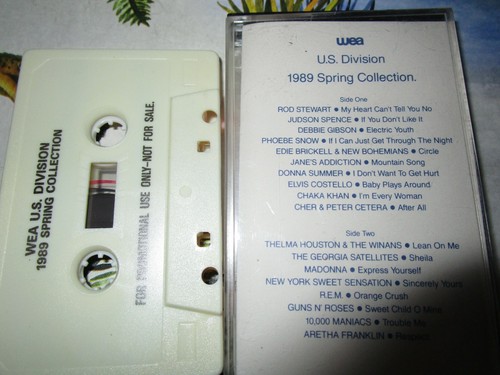 WEA U.S. DIVISION
1989 SPRING COLLECTION
FOR PROMOTIONAL USE ONLY-NOT FOR SALE.
wea
U.S. Division
1989 Spring Collection.
Side One
ROD STEWART ● My Heart Can't Tell You No
JUDSON SPENCE ● If You Don't Like It
DEBBIE GIBSON ● Electric Youth
PHOEBE SNOW ● If I Can Just Get Through The Night
EDIE BRICKELL & NEW BOHEMIANS ● Circle
JANE'S ADDICTION ● Mountain Song
DONNA SUMMER ● I Don't Want To Get Hurt
ELVIS COSTELLO ● Baby Plays Around
CHAKA KHAN ● I'm Every Woman
CHER & PETER CETERA ● After All
Side Two
THELMA HOUSTON & THE WINANS ● Lean On Me
THE GEORGIA SATELLITES ● Sheila
MADONNA ● Express Yourself
NEW YORK SWEET SENSATION ● Sincerely Yours
R.E.M. ● Orange Crush
GUNS N' ROSES ● Sweet Child O Mine
10,000 MANIACS ● Trouble Me
ARETHA FRANKLIN ● Respect